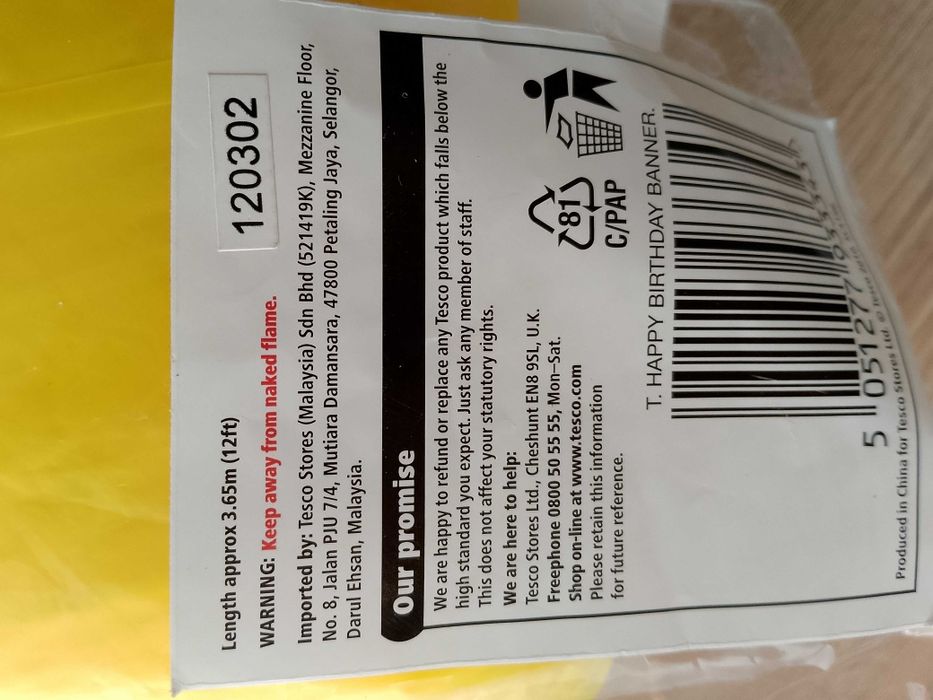 Length approx 3.65m (12ft)
120302
WARNING: Keep away from naked flame.
Imported by: Tesco Stores (Malaysia) Sdn Bhd (521419K), Mezzanine Floor,
No. 8, Jalan PJU 7/4, Mutiara Damansara, 47800 Petaling Jaya, Selangor,
Darul Ehsan, Malaysia.
Our promise
We are happy to refund or replace any Tesco product which falls below the
high standard you expect. Just ask any member of staff.
This does not affect your statutory rights.
We are here to help:
Tesco Stores Ltd., Cheshunt EN8 9SL, U.K.
Freephone 0800 50 55 55, Mon–Sat.
Shop on-line at www.tesco.com
Please retain this information
for future reference.
81
C/PAP
T. HAPPY BIRTHDAY BANNER.
5 051277
Produced in China for Tesco Stores Ltd. © Tesco